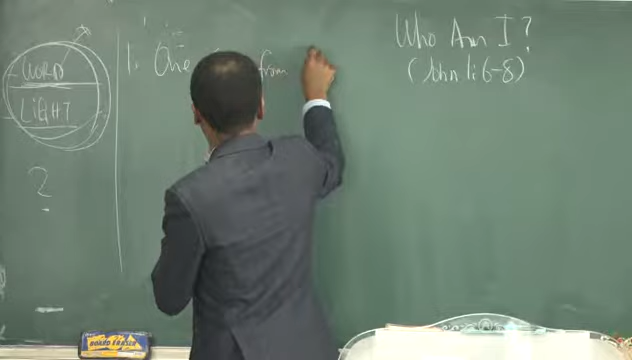 WORD
LIGHT
2
1. One from
Who Am I?
(John 1:6-8)
BOARD ERASER